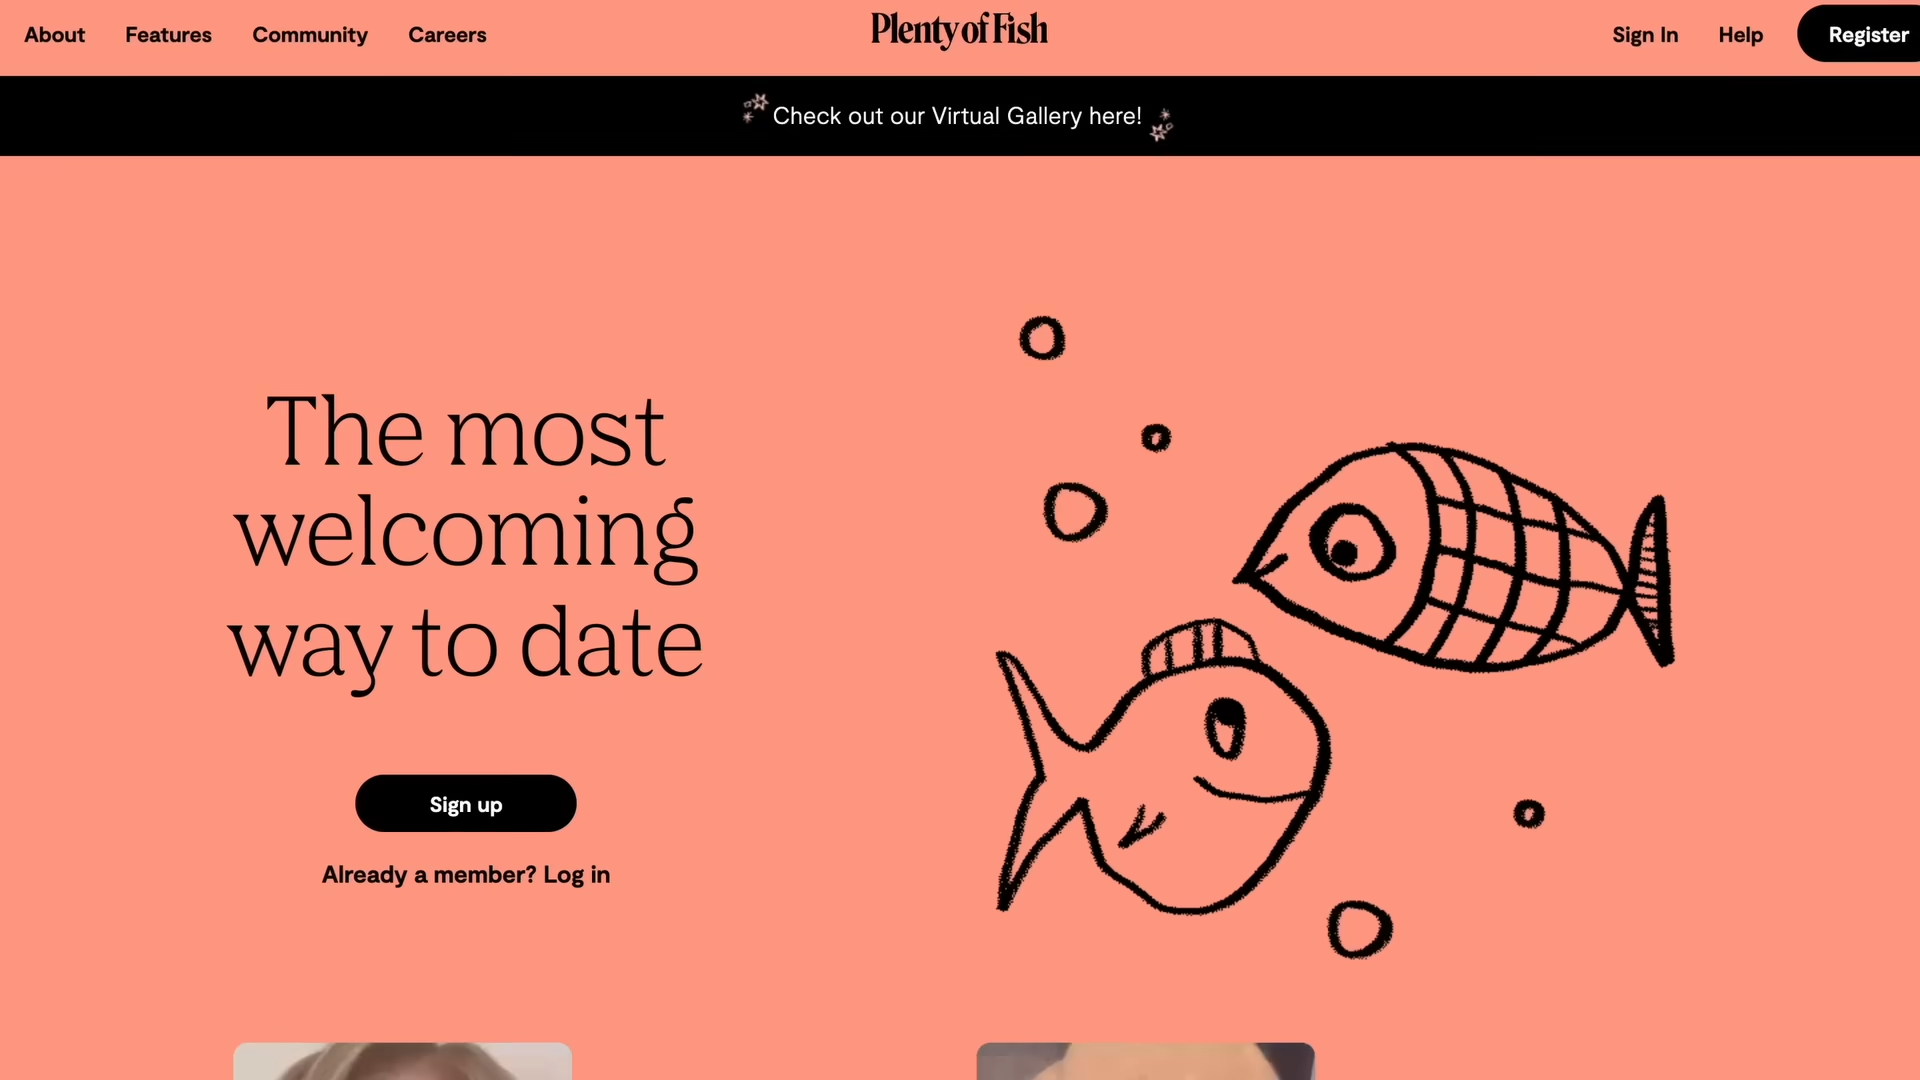 About Features Community Careers Plenty of Fish Sign In Help Register
Check out our Virtual Gallery here!
The most
welcoming
way to date
Sign up
Already a member? Log in